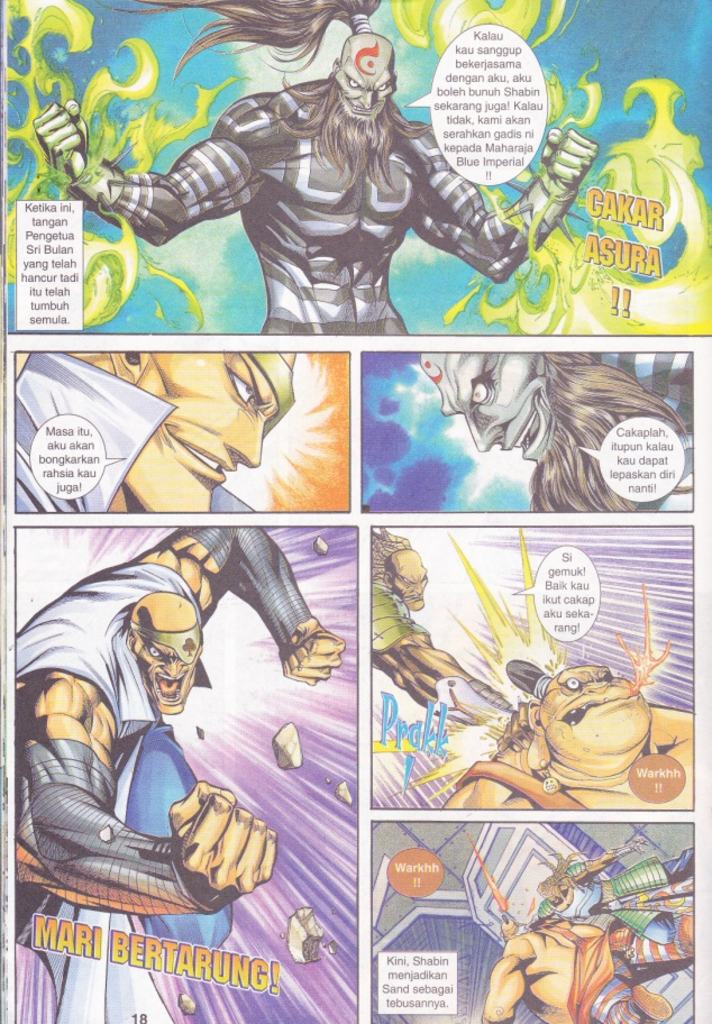 Kalau
kau sanggup
bekerjasama
dengan aku, aku
boleh bunuh Shabin
sekarang juga! Kalau
tidak, kami akan
serahkan gadis ni
kepada Maharaja
Blue Imperial
!!
Ketika ini,
tangan
Pengetua
Sri Bulan
yang telah
hancur tadi
itu telah
tumbuh
semula.
CAKAR
ASURA
!!
Masa itu,
aku akan
bongkarkan
rahsia kau
juga!
Cakaplah,
itupun kalau
kau dapat
lepaskan diri
nanti!
MARI BERTARUNG!
Si
gemuk!
Baik kau
ikut cakap
aku seka-
rang!
Prakk
!
Warkhh
!!
Warkhh
!!
Kini, Shabin
menjadikan
Sand sebagai
tebusannya.
18